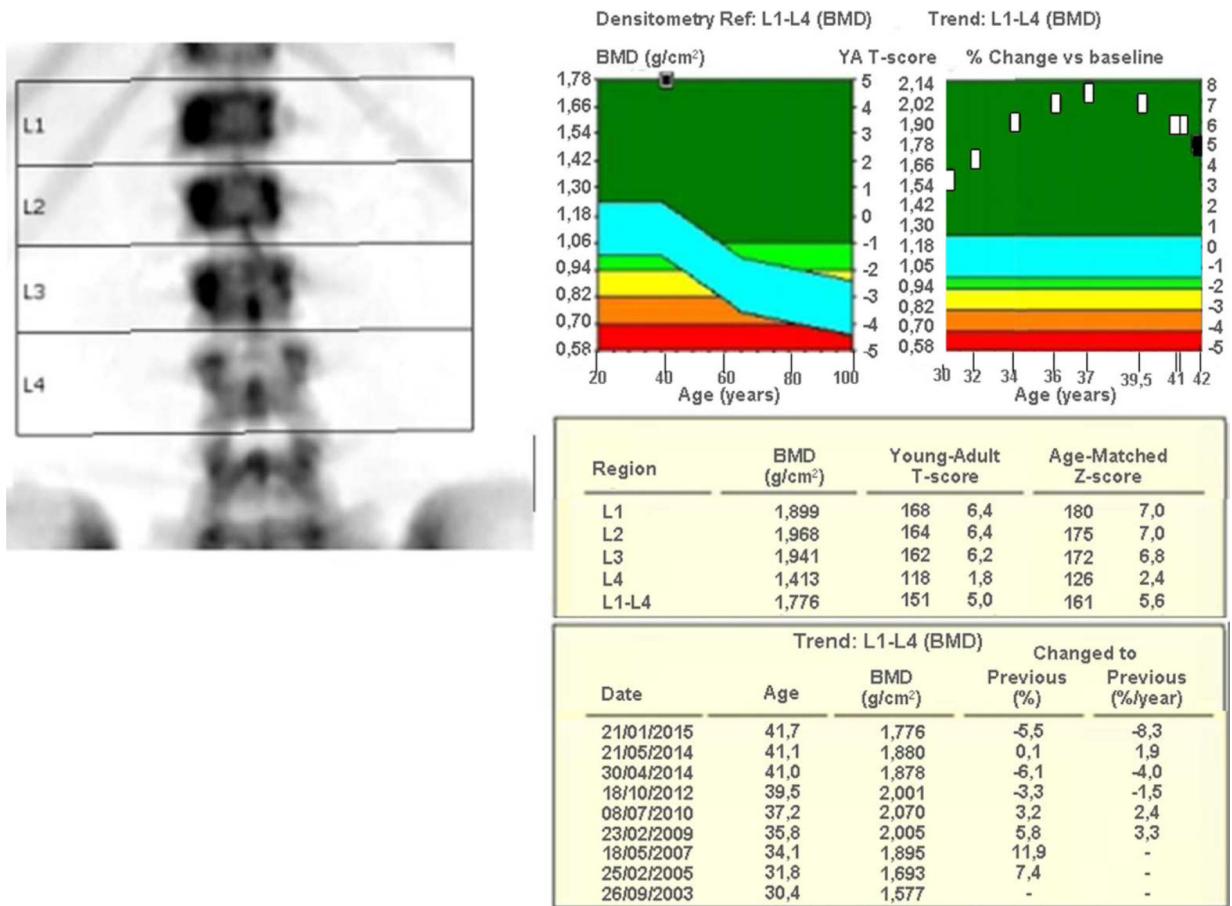 L1
L2
L3
L4
Densitometry Ref: L1-L4 (BMD)
BMD (g/cm²) YA T-score
1,78 5
1,66 4
1,54 3
1,42 2
1,30 1
1,18 0
1,06 -1
0,94 -2
0,82 -3
0,70 -4
0,58 -5
20 40 60 80 100
Age (years)
Trend: L1-L4 (BMD)
% Change vs baseline
2,14 8
2,02 7
1,90 6
1,78 5
1,66 4
1,54 3
1,42 2
1,30 1
1,18 0
1,05 -1
0,94 -2
0,82 -3
0,70 -4
0,58 -5
30 32 34 36 37 39,5 41 42
Age (years)
Region BMD (g/cm²) Young-Adult T-score Age-Matched Z-score
L1 1,899 168 6,4 180 7,0
L2 1,968 164 6,4 175 7,0
L3 1,941 162 6,2 172 6,8
L4 1,413 118 1,8 126 2,4
L1-L4 1,776 151 5,0 161 5,6
Trend: L1-L4 (BMD)
Changed to
Date Age BMD (g/cm²) Previous (%) Previous (%/year)
21/01/2015 41,7 1,776 -5,5 -8,3
21/05/2014 41,1 1,880 0,1 1,9
30/04/2014 41,0 1,878 -6,1 -4,0
18/10/2012 39,5 2,001 -3,3 -1,5
08/07/2010 37,2 2,070 3,2 2,4
23/02/2009 35,8 2,005 5,8 3,3
18/05/2007 34,1 1,895 11,9 -
25/02/2005 31,8 1,693 7,4 -
26/09/2003 30,4 1,577 - -